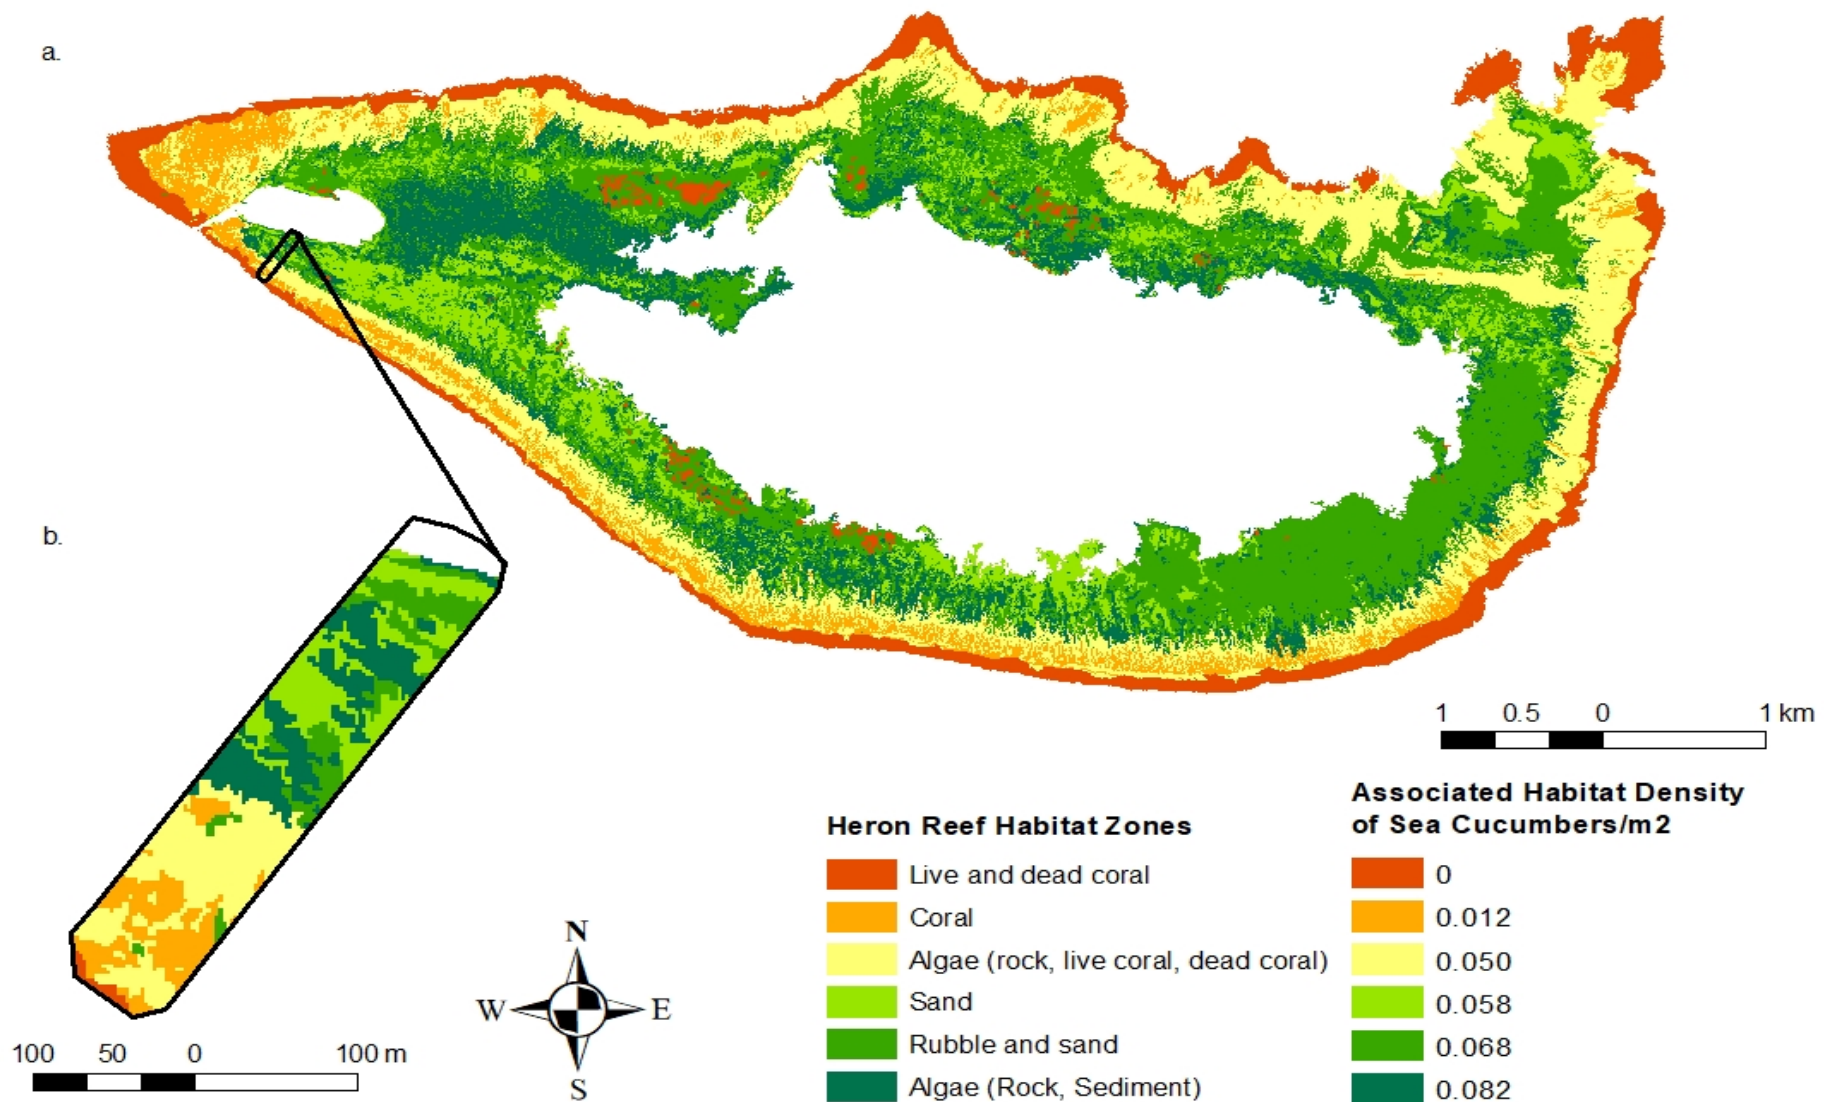 a.
b.
1 0.5 0 1 km
Heron Reef Habitat Zones
Live and dead coral
Coral
Algae (rock, live coral, dead coral)
Sand
Rubble and sand
Algae (Rock, Sediment)
Associated Habitat Density
of Sea Cucumbers/m2
0
0.012
0.050
0.058
0.068
0.082
N
W E
S
100 50 0 100 m